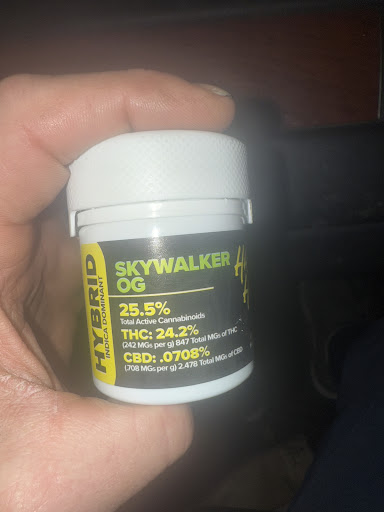 HYBRID
INDICA DOMINANT
SKYWALKER
OG
25.5%
Total Active Cannabinoids
THC: 24.2%
(242 MGs per g) 847 Total MGs of THC
CBD: .0708%
(.708 MGs per g) 2.478 Total MGs of CBD